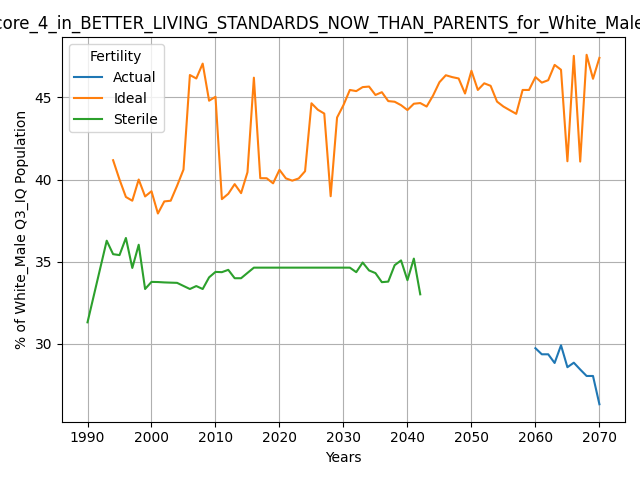 core_4_in_BETTER_LIVING_STANDARDS_NOW_THAN_PARENTS_for_White_Male
Fertility
Actual
Ideal
Sterile
% of White_Male Q3_IQ Population
45
40
35
30
1990 2000 2010 2020 2030 2040 2050 2060 2070
Years